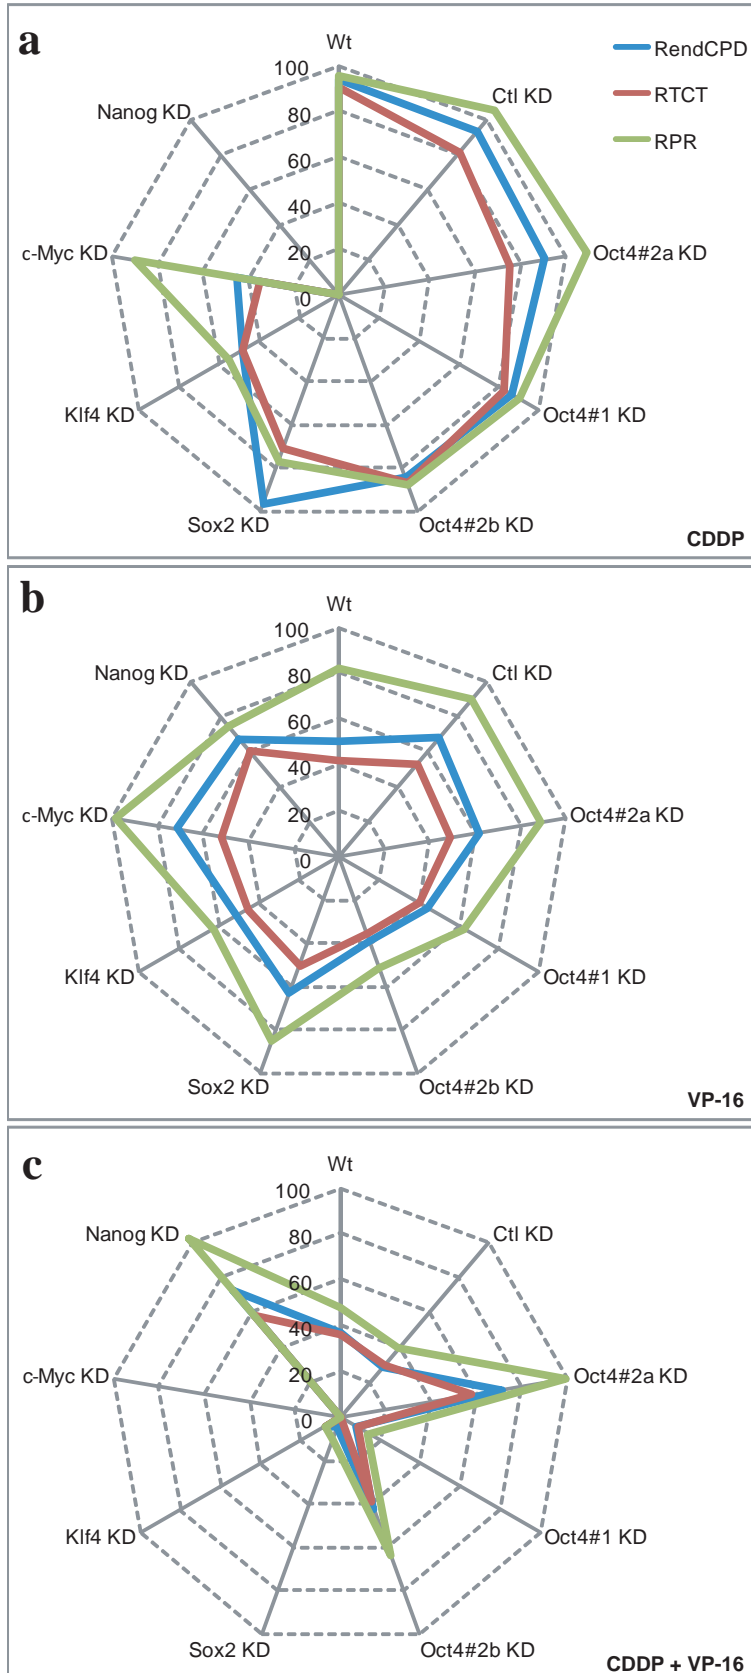 a
Wt
RendCPD
RTCT
RPR
100
80
60
40
20
0
Ctl KD
Oct4#2a KD
Oct4#1 KD
Oct4#2b KD
Sox2 KD
Klf4 KD
c-Myc KD
Nanog KD
CDDP
b
Wt
100
80
60
40
20
0
Ctl KD
Oct4#2a KD
Oct4#1 KD
Oct4#2b KD
Sox2 KD
Klf4 KD
c-Myc KD
Nanog KD
VP-16
c
Wt
100
80
60
40
20
0
Ctl KD
Oct4#2a KD
Oct4#1 KD
Oct4#2b KD
Sox2 KD
Klf4 KD
c-Myc KD
Nanog KD
CDDP + VP-16